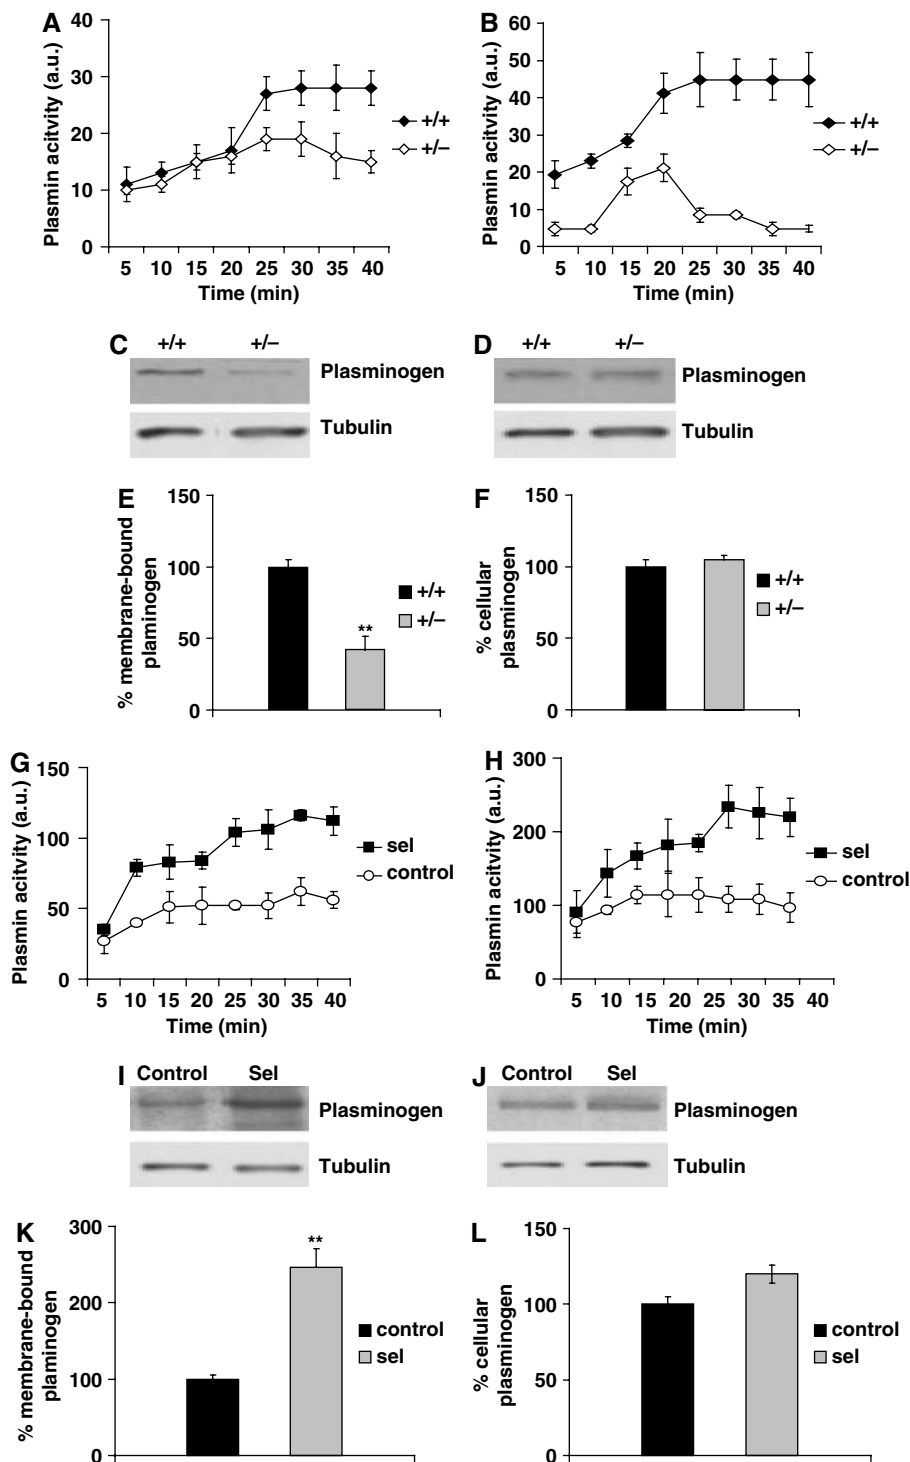 A
Plasmin acitvity (a.u.)
40
30
20
10
0
5 10 15 20 25 30 35 40
Time (min)
+/+
+/–
B
Plasmin acitvity (a.u.)
60
50
40
30
20
10
0
5 10 15 20 25 30 35 40
Time (min)
+/+
+/–
C
+/+ +/–
Plasminogen
Tubulin
D
+/+ +/–
Plasminogen
Tubulin
E
% membrane-bound
plaminogen
150
100
50
0
**
+/+
+/–
F
% cellular
plasminogen
150
100
50
0
+/+
+/–
G
Plasmin acitvity (a.u.)
150
100
50
0
5 10 15 20 25 30 35 40
Time (min)
sel
control
H
Plasmin acitvity (a.u.)
300
200
100
0
5 10 15 20 25 30 35 40
Time (min)
sel
control
I
Control Sel
Plasminogen
Tubulin
J
Control Sel
Plasminogen
Tubulin
K
% membrane-bound
plaminogen
300
200
100
0
**
control
sel
L
% cellular
plasminogen
150
100
50
0
control
sel